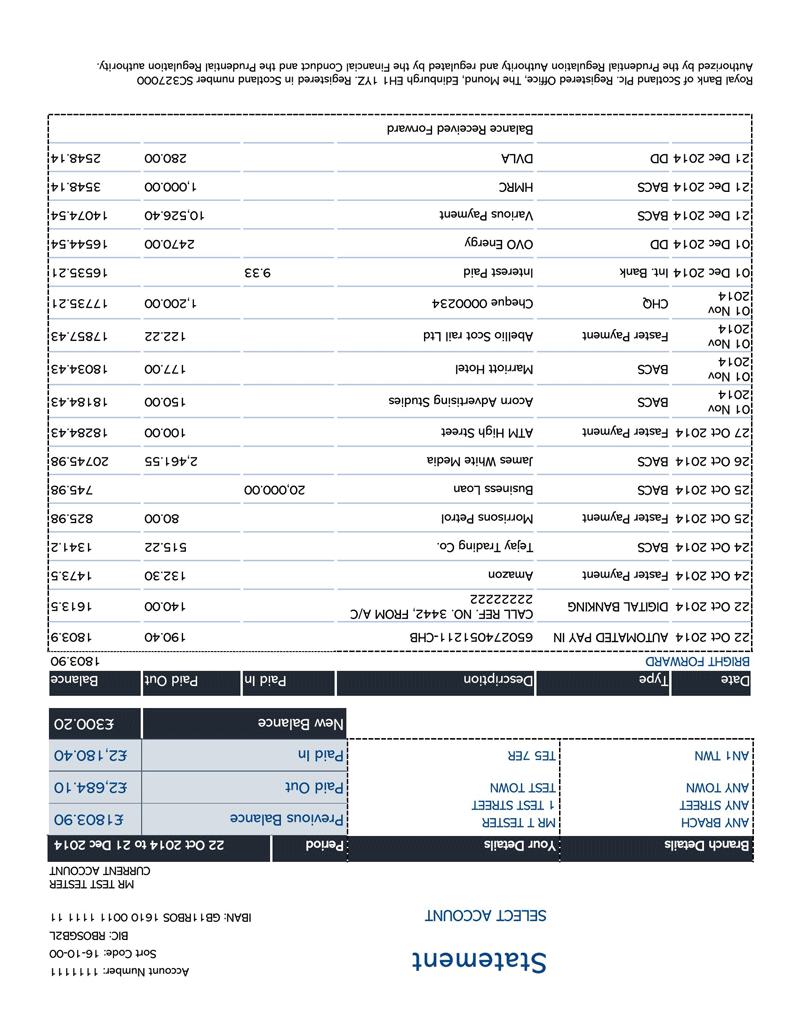 Account Number: 1111111
Sort Code: 16-10-00
Statement
BIC: RBOSGB2L
SELECT ACCOUNT
IBAN: GB11RBOS 1610 0011 1111 11
MR TEST TESTER
CURRENT ACCOUNT
Branch Details Your Details Period 22 Oct 2014 to 21 Dec 2014
ANY BRACH MR T TESTER Previous Balance £1803.90
ANY STREET 1 TEST STREET
ANY TOWN TEST TOWN Paid Out £2,684.10
AN1 TWN TE5 7ER Paid In £2,180.40
New Balance £300.20
Date Type Description Paid In Paid Out Balance
BRIGHT FORWARD 1803.90
22 Oct 2014 AUTOMATED PAY IN 650274051211-CHB 190.40 1803.9
22 Oct 2014 DIGITAL BANKING CALL REF. NO. 3442, FROM A/C 140.00 1613.5
22222222
24 Oct 2014 Faster Payment Amazon 132.30 1473.5
24 Oct 2014 BACS Tejay Trading Co. 515.22 1341.2
25 Oct 2014 Faster Payment Morrisons Petrol 80.00 825.98
25 Oct 2014 BACS Business Loan 20,000.00 745.98
26 Oct 2014 BACS James White Media 2,461.55 20745.98
27 Oct 2014 Faster Payment ATM High Street 100.00 18284.43
01 Nov
2014 BACS Acorn Advertising Studies 150.00 18184.43
01 Nov
2014 BACS Marriott Hotel 177.00 18034.43
01 Nov
2014 Faster Payment Abellio Scot rail Ltd 122.22 17857.43
01 Nov
2014 CHQ Cheque 0000234 1,200.00 17735.21
01 Dec 2014 Int. Bank Interest Paid 9.33 16535.21
01 Dec 2014 DD OVO Energy 2470.00 16544.54
21 Dec 2014 BACS Various Payment 10,526.40 14074.54
21 Dec 2014 BACS HMRC 1,000.00 3548.14
21 Dec 2014 DD DVLA 280.00 2548.14
Balance Received Forward
Royal Bank of Scotland Plc. Registered Office, The Mound, Edinburgh EH1 1YZ. Registered in Scotland number SC327000
Authorized by the Prudential Regulation Authority and regulated by the Financial Conduct and the Prudential Regulation authority.